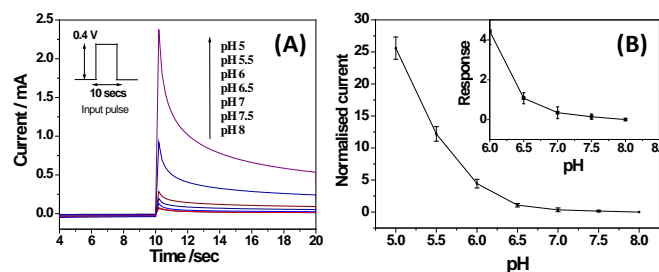 (A)
0.4 V
10 secs
Input pulse
pH 5
pH 5.5
pH 6
pH 6.5
pH 7
pH 7.5
pH 8
Current / mA
2.5
2.0
1.5
1.0
0.5
0.0
4 6 8 10 12 14 16 18 20
Time /sec
(B)
Normalised current
30
25
20
15
10
5
0
5.0 5.5 6.0 6.5 7.0 7.5 8.0
pH
Response
4
2
0
6.0 6.5 7.0 7.5 8.0 8.
pH